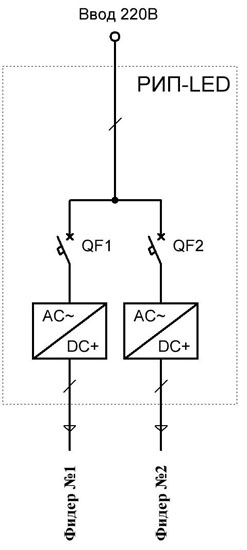 Ввод 220В
РИП-LED
QF1
QF2
AC~
DC+
AC~
DC+
Фидер №1
Фидер №2